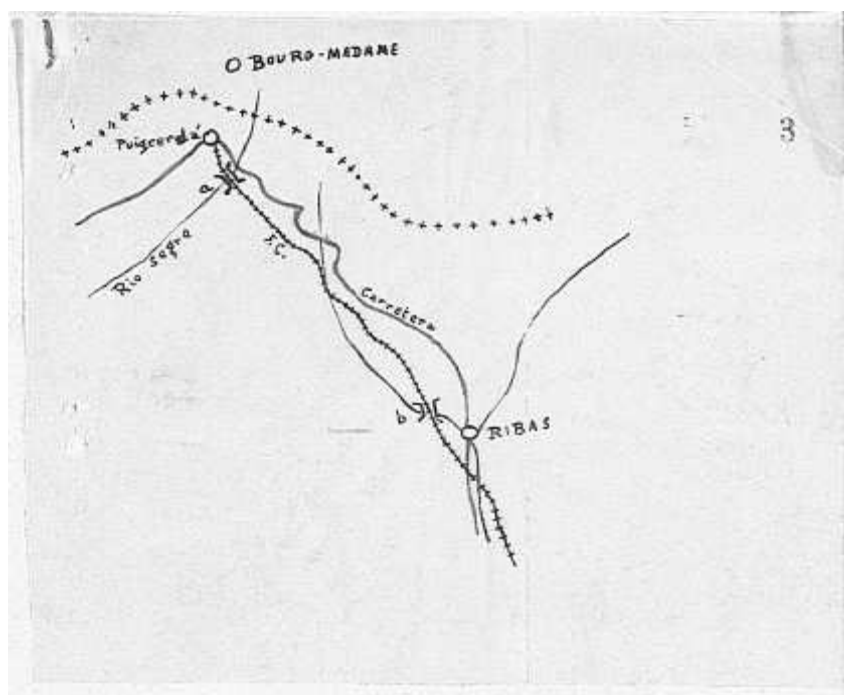 BOURG-MADAME
3
Puigcerdá
a
Rio Segre
F.C.
Carretera
b
RIBAS